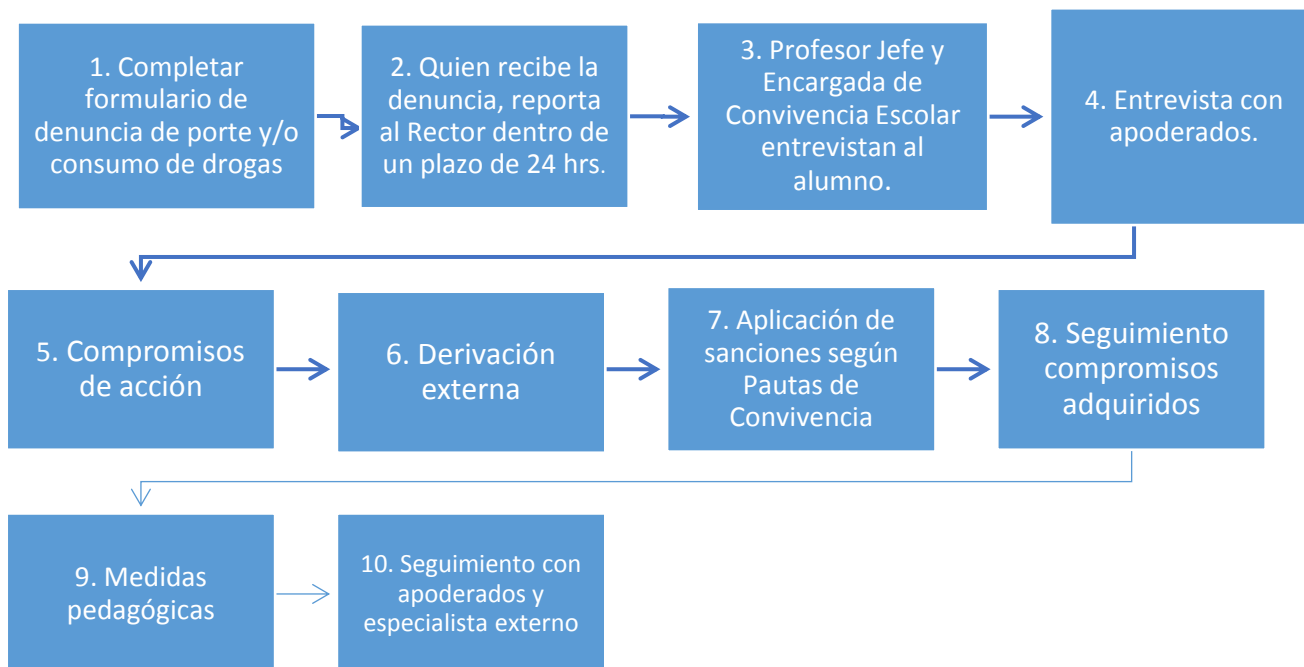 1. Completar
formulario de
denuncia de porte y/o
consumo de drogas
2. Quien recibe la
denuncia, reporta
al Rector dentro de
un plazo de 24 hrs.
3. Profesor Jefe y
Encargada de
Convivencia Escolar
entrevistan al
alumno.
4. Entrevista con
apoderados.
5. Compromisos
de acción
6. Derivación
externa
7. Aplicación de
sanciones según
Pautas de
Convivencia
8. Seguimiento
compromisos
adquiridos
9. Medidas
pedagógicas
10. Seguimiento con
apoderados y
especialista externo